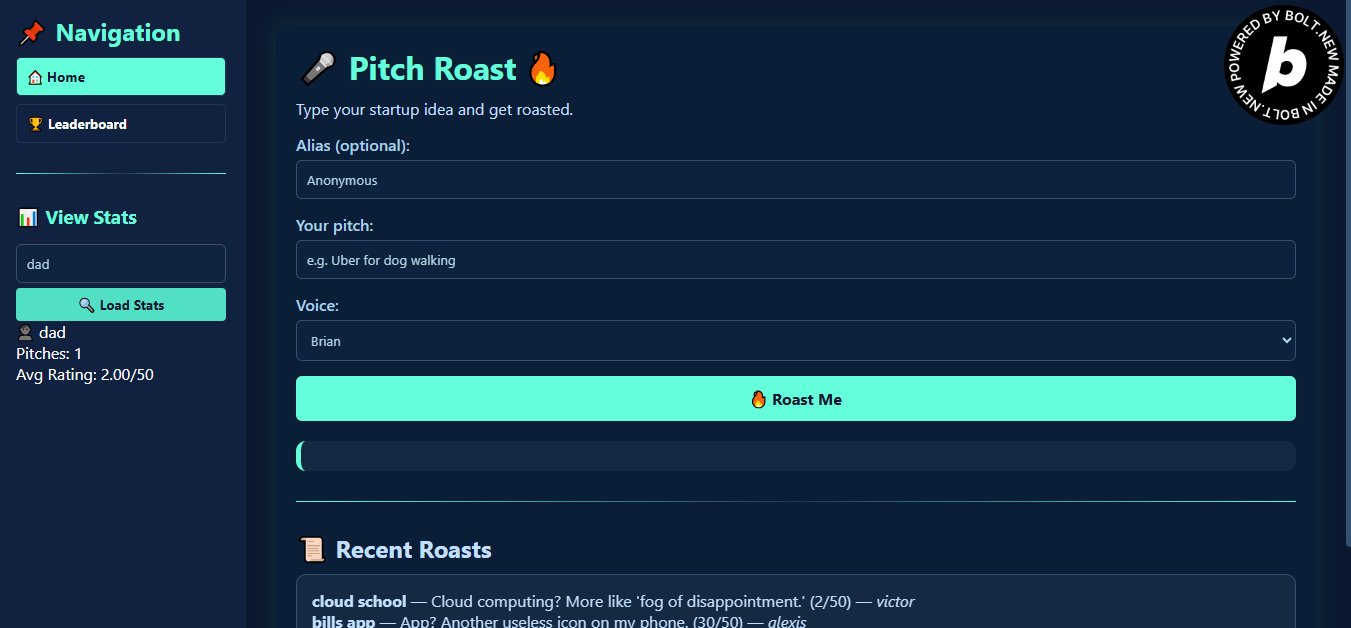 📌 Navigation
🏠 Home
🏆 Leaderboard
📊 View Stats
dad
🔍 Load Stats
👤 dad
Pitches: 1
Avg Rating: 2.00/50
🎤 Pitch Roast 🔥
Type your startup idea and get roasted.
Alias (optional):
Anonymous
Your pitch:
e.g. Uber for dog walking
Voice:
Brian
🔥 Roast Me
📜 Recent Roasts
cloud school — Cloud computing? More like 'fog of disappointment.' (2/50) — victor
bills app — App? Another useless icon on my phone. (30/50) — alexis
POWERED BY BOLT.NEW MADE IN BOLT.NEW
b